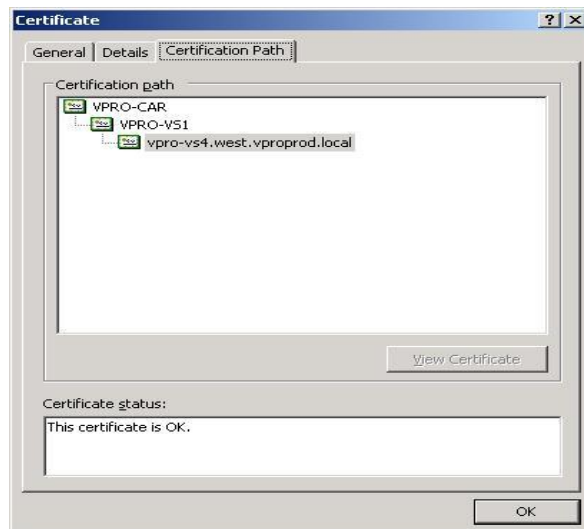 Certificate
General
Details
Certification Path
Certification path
VPRO-CAR
VPRO-VS1
vpro-vs4.west.vproprod.local
View Certificate
Certificate status:
This certificate is OK.
OK